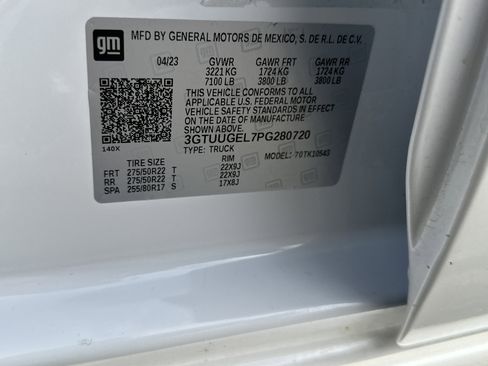 gm
MFD BY GENERAL MOTORS DE MEXICO, S. DE R.L. DE C.V.
04/23 GVWR GAWR FRT GAWR RR
3221 KG 1724 KG 1724 KG
7100 LB 3800 LB 3800 LB
THIS VEHICLE CONFORMS TO ALL
APPLICABLE U.S. FEDERAL MOTOR
VEHICLE SAFETY STANDARDS IN EFFECT
ON THE DATE OF MANUFACTURE
SHOWN ABOVE.
3GTUUGEL7PG280720
140X
TYPE: TRUCK MODEL: 70TK10543
TIRE SIZE RIM
FRT 275/50R22 T 22X9J
RR 275/50R22 T 22X9J
SPA 255/80R17 S 17X8J